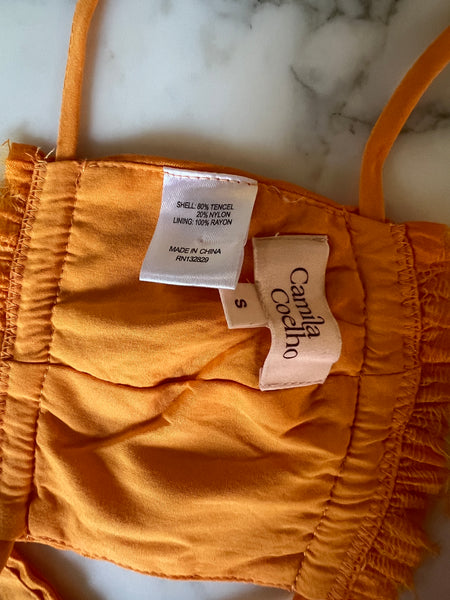 SHELL: 80% TENCEL
20% NYLON
LINING: 100% RAYON
MADE IN CHINA
RN132829
S
Camila
Coelho